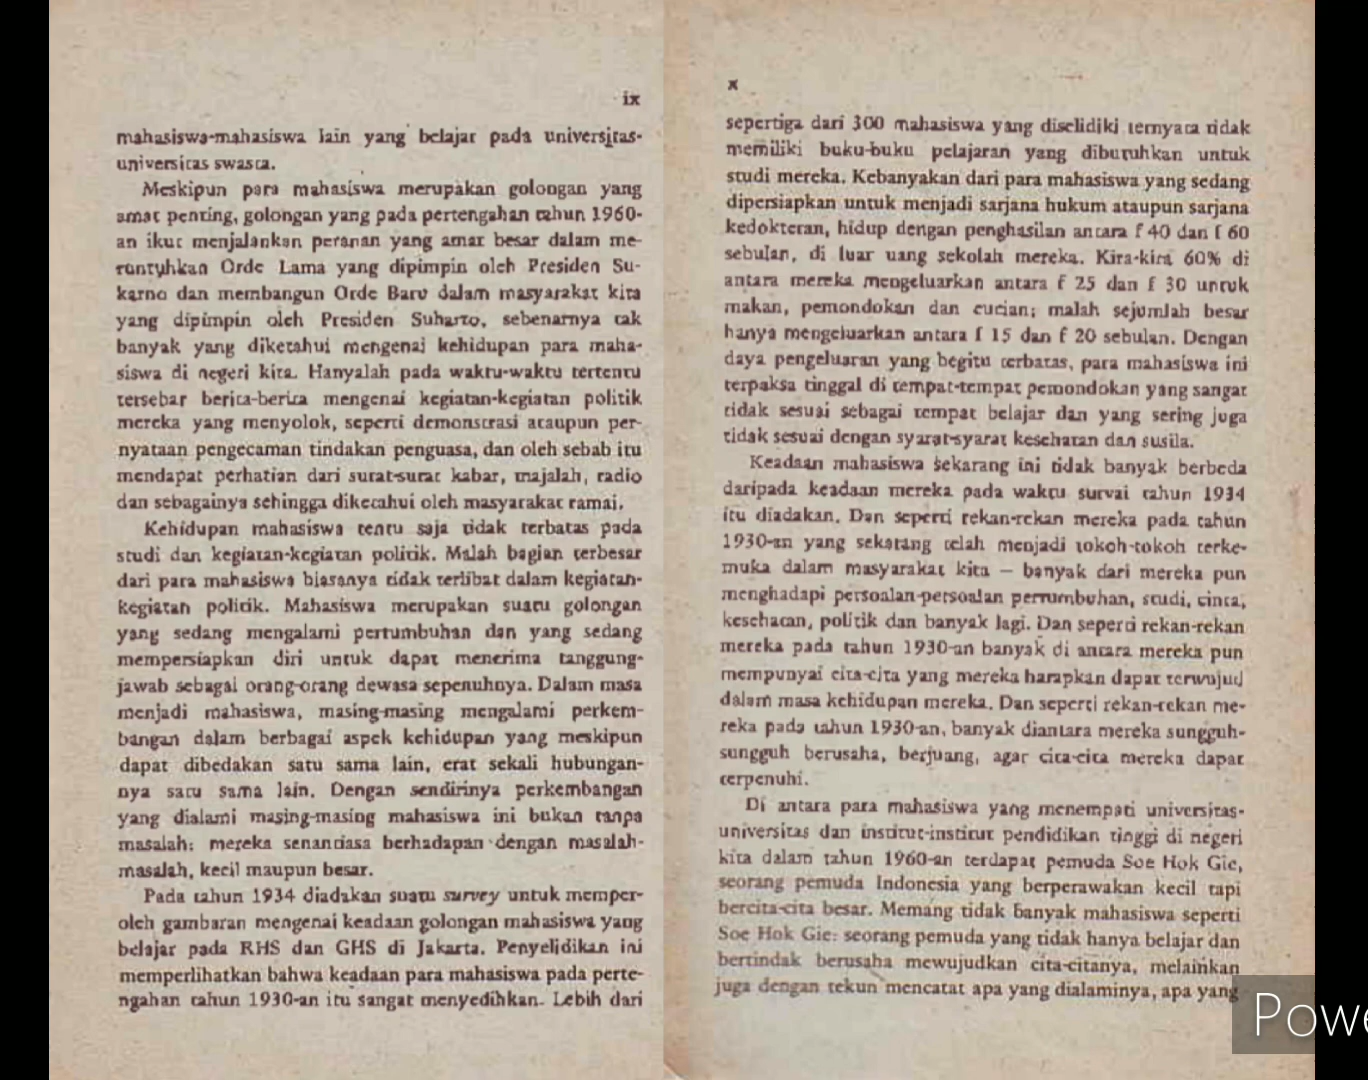 ix
mahasiswa-mahasiswa lain yang belajar pada universitas-
universitas swasta.
Meskipun para mahasiswa merupakan golongan yang
amat penting, golongan yang pada pertengahan tahun 1960-
an ikut menjalankan peranan yang amat besar dalam me-
runtuhkan Orde Lama yang dipimpin oleh Presiden Su-
karno dan membangun Orde Baru dalam masyarakat kita
yang dipimpin oleh Presiden Suharto, sebenarnya tak
banyak yang diketahui mengenai kehidupan para maha-
siswa di negeri kita. Hanyalah pada waktu-waktu tertentu
tersebar berita-berita mengenai kegiatan-kegiatan politik
mereka yang menyolok, seperti demonstrasi ataupun per-
nyataan pengecaman tindakan penguasa, dan oleh sebab itu
mendapat perhatian dari surat-surat kabar, majalah, radio
dan sebagainya sehingga diketahui oleh masyarakat ramai.
Kehidupan mahasiswa tentu saja tidak terbatas pada
studi dan kegiatan-kegiatan politik. Malah bagian terbesar
dari para mahasiswa biasanya tidak terlibat dalam kegiatan-
kegiatan politik. Mahasiswa merupakan suatu golongan
yang sedang mengalami pertumbuhan dan yang sedang
mempersiapkan diri untuk dapat menerima tanggung-
jawab sebagai orang-orang dewasa sepenuhnya. Dalam masa
menjadi mahasiswa, masing-masing mengalami perkem-
bangan dalam berbagai aspek kehidupan yang meskipun
dapat dibedakan satu sama lain, erat sekali hubungan-
nya satu sama lain. Dengan sendirinya perkembangan
yang dialami masing-masing mahasiswa ini bukan tanpa
masalah: mereka senantiasa berhadapan dengan masalah-
masalah, kecil maupun besar.
Pada tahun 1934 diadakan suatu survey untuk memper-
oleh gambaran mengenai keadaan golongan mahasiswa yang
belajar pada RHS dan GHS di Jakarta. Penyelidikan ini
memperlihatkan bahwa keadaan para mahasiswa pada perte-
ngahan tahun 1930-an itu sangat menyedihkan. Lebih dari
x
sepertiga dari 300 mahasiswa yang diselidiki ternyata tidak
memiliki buku-buku pelajaran yang dibutuhkan untuk
studi mereka. Kebanyakan dari para mahasiswa yang sedang
dipersiapkan untuk menjadi sarjana hukum ataupun sarjana
kedokteran, hidup dengan penghasilan antara f 40 dan f 60
sebulan, di luar uang sekolah mereka. Kira-kira 60% di
antara mereka mengeluarkan antara f 25 dan f 30 untuk
makan, pemondokan dan cucian; malah sejumlah besar
hanya mengeluarkan antara f 15 dan f 20 sebulan. Dengan
daya pengeluaran yang begitu terbatas, para mahasiswa ini
terpaksa tinggal di tempat-tempat pemondokan yang sangat
tidak sesuai sebagai tempat belajar dan yang sering juga
tidak sesuai dengan syarat-syarat kesehatan dan susila.
Keadaan mahasiswa sekarang ini tidak banyak berbeda
daripada keadaan mereka pada waktu survai tahun 1934
itu diadakan. Dan seperti rekan-rekan mereka pada tahun
1930-an yang sekarang telah menjadi tokoh-tokoh terke-
muka dalam masyarakat kita — banyak dari mereka pun
menghadapi persoalan-persoalan pertumbuhan, studi, cinta,
kesehatan, politik dan banyak lagi. Dan seperti rekan-rekan
mereka pada tahun 1930-an banyak di antara mereka pun
mempunyai cita-cita yang mereka harapkan dapat terwujud
dalam masa kehidupan mereka. Dan seperti rekan-rekan me-
reka pada tahun 1930-an, banyak diantara mereka sungguh-
sungguh berusaha, berjuang, agar cita-cita mereka dapat
terpenuhi.
Di antara para mahasiswa yang menempati universitas-
universitas dan institut-institut pendidikan tinggi di negeri
kita dalam tahun 1960-an terdapat pemuda Soe Hok Gie,
seorang pemuda Indonesia yang berperawakan kecil tapi
bercita-cita besar. Memang tidak banyak mahasiswa seperti
Soe Hok Gie: seorang pemuda yang tidak hanya belajar dan
bertindak berusaha mewujudkan cita-citanya, melainkan
juga dengan tekun mencatat apa yang dialaminya, apa yang
Powe